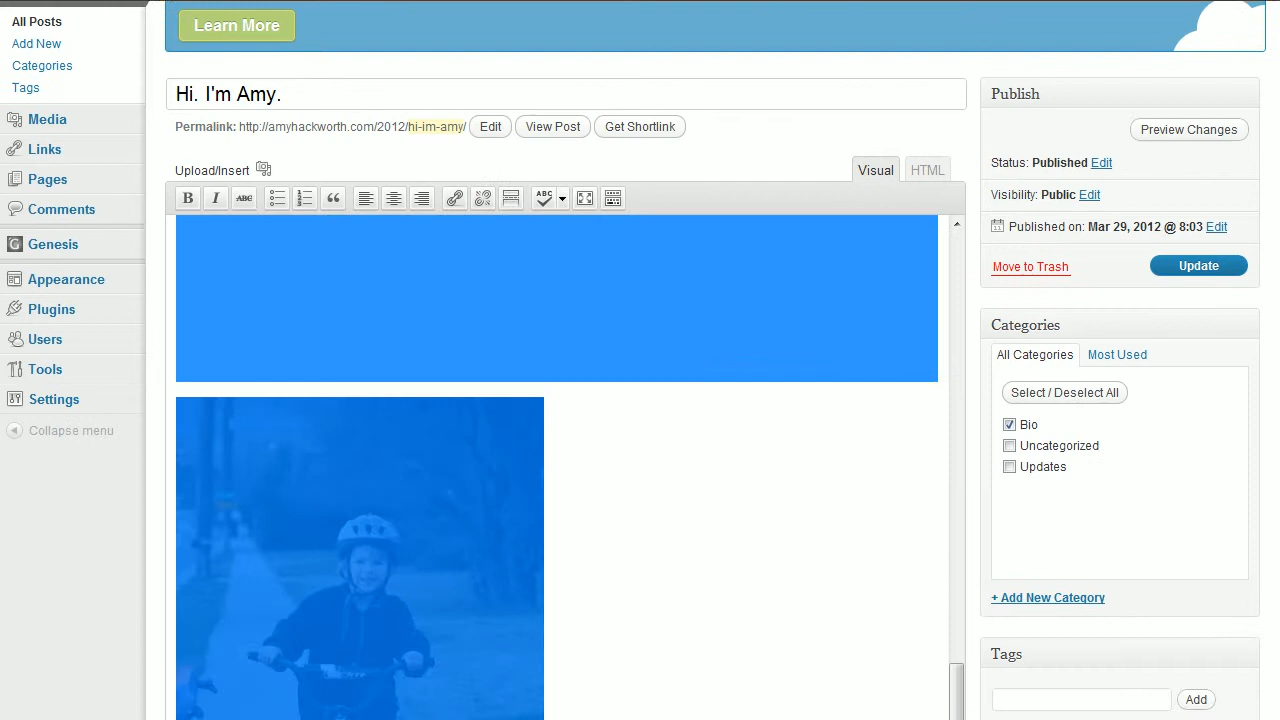 All Posts
Add New
Categories
Tags
Media
Links
Pages
Comments
Genesis
Appearance
Plugins
Users
Tools
Settings
Collapse menu
Learn More
Hi. I'm Amy.
Permalink: http://amyhackworth.com/2012/hi-im-amy/ Edit View Post Get Shortlink
Upload/Insert
Visual HTML
B I ABC ABC
Publish
Preview Changes
Status: Published Edit
Visibility: Public Edit
Published on: Mar 29, 2012 @ 8:03 Edit
Move to Trash Update
Categories
All Categories Most Used
Select / Deselect All
Bio
Uncategorized
Updates
+ Add New Category
Tags
Add